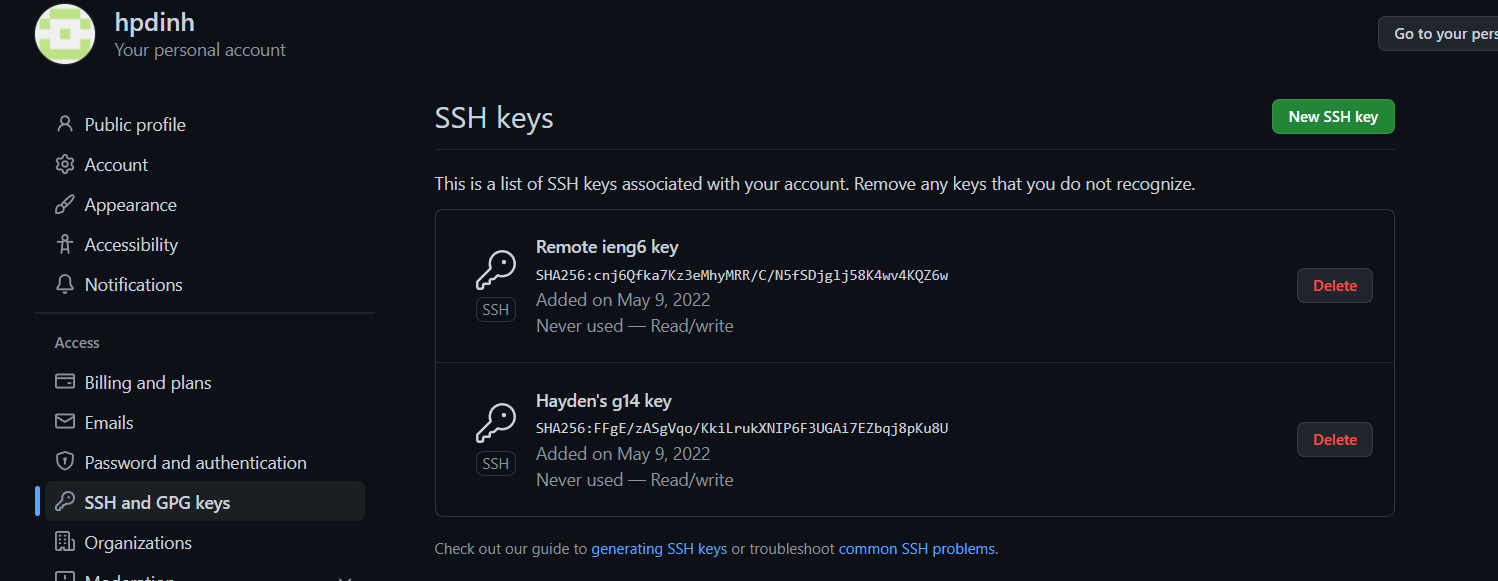 hpdinh
Your personal account
Go to your pers
Public profile
Account
Appearance
Accessibility
Notifications
Access
Billing and plans
Emails
Password and authentication
SSH and GPG keys
Organizations
Moderation
SSH keys
New SSH key
This is a list of SSH keys associated with your account. Remove any keys that you do not recognize.
Remote ieng6 key
SHA256:cnj6Qfka7Kz3eMhyMRR/C/N5fSDjglj58K4wv4KQZ6w
Added on May 9, 2022
Never used — Read/write
SSH
Delete
Hayden's g14 key
SHA256:FFgE/zASgVqo/KkiLrukXNIP6F3UGAi7EZbqj8pKu8U
Added on May 9, 2022
Never used — Read/write
SSH
Delete
Check out our guide to generating SSH keys or troubleshoot common SSH problems.